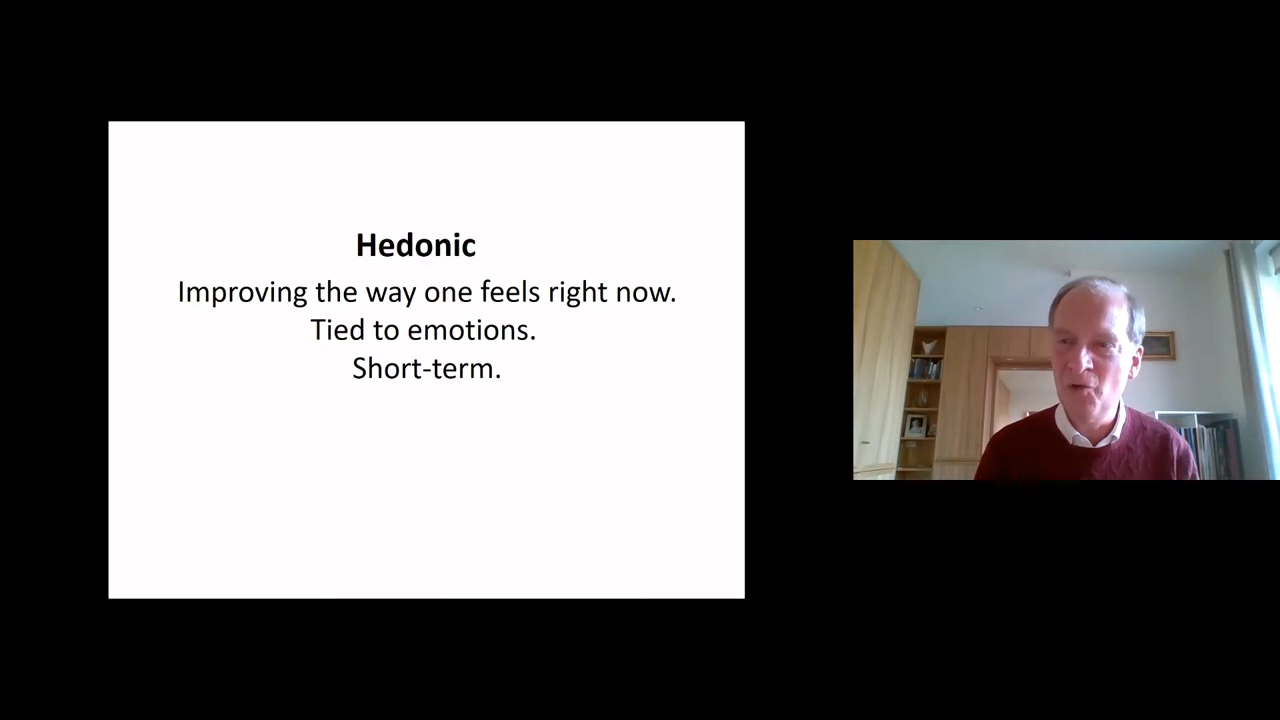 Hedonic
Improving the way one feels right now.
Tied to emotions.
Short-term.